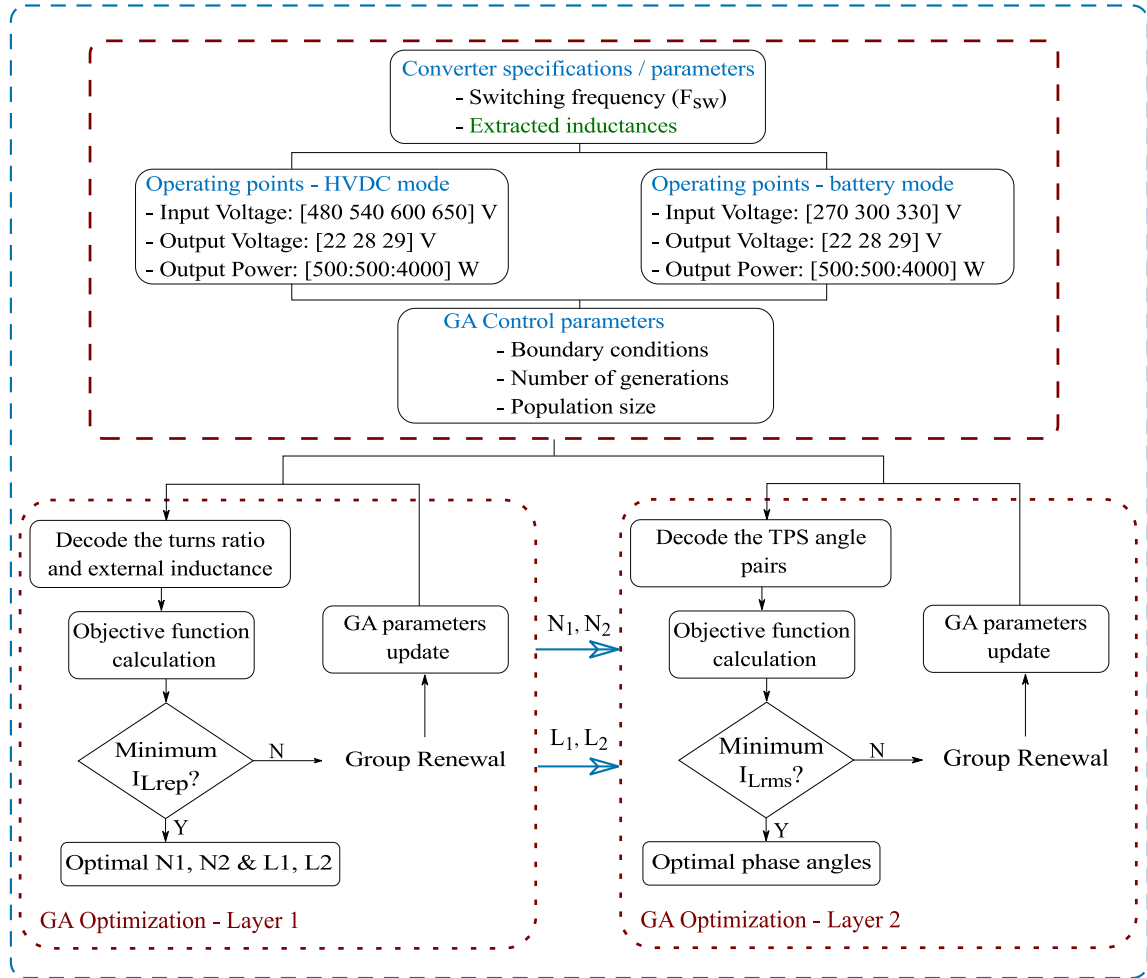 Converter specifications / parameters
- Switching frequency (FSW)
- Extracted inductances
Operating points - HVDC mode
- Input Voltage: [480 540 600 650] V
- Output Voltage: [22 28 29] V
- Output Power: [500:500:4000] W
Operating points - battery mode
- Input Voltage: [270 300 330] V
- Output Voltage: [22 28 29] V
- Output Power: [500:500:4000] W
GA Control parameters
- Boundary conditions
- Number of generations
- Population size
Decode the turns ratio
and external inductance
Objective function
calculation
Minimum
ILrep?
N
Y
Group Renewal
GA parameters
update
Optimal N1, N2 & L1, L2
GA Optimization - Layer 1
N1, N2
L1, L2
Decode the TPS angle
pairs
Objective function
calculation
Minimum
ILrms?
N
Y
Group Renewal
GA parameters
update
Optimal phase angles
GA Optimization - Layer 2